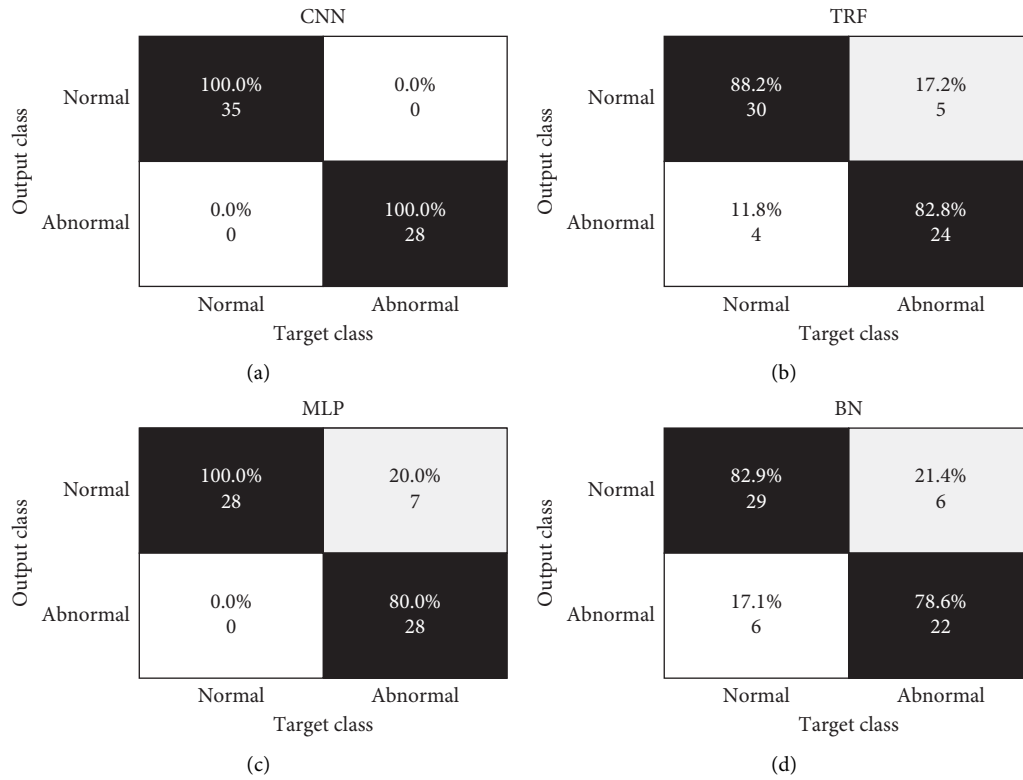 CNN
Output class
Normal
100.0%
35
0.0%
0
Abnormal
0.0%
0
100.0%
28
Normal
Abnormal
Target class
(a)
TRF
Output class
Normal
88.2%
30
17.2%
5
Abnormal
11.8%
4
82.8%
24
Normal
Abnormal
Target class
(b)
MLP
Output class
Normal
100.0%
28
20.0%
7
Abnormal
0.0%
0
80.0%
28
Normal
Abnormal
Target class
(c)
BN
Output class
Normal
82.9%
29
21.4%
6
Abnormal
17.1%
6
78.6%
22
Normal
Abnormal
Target class
(d)